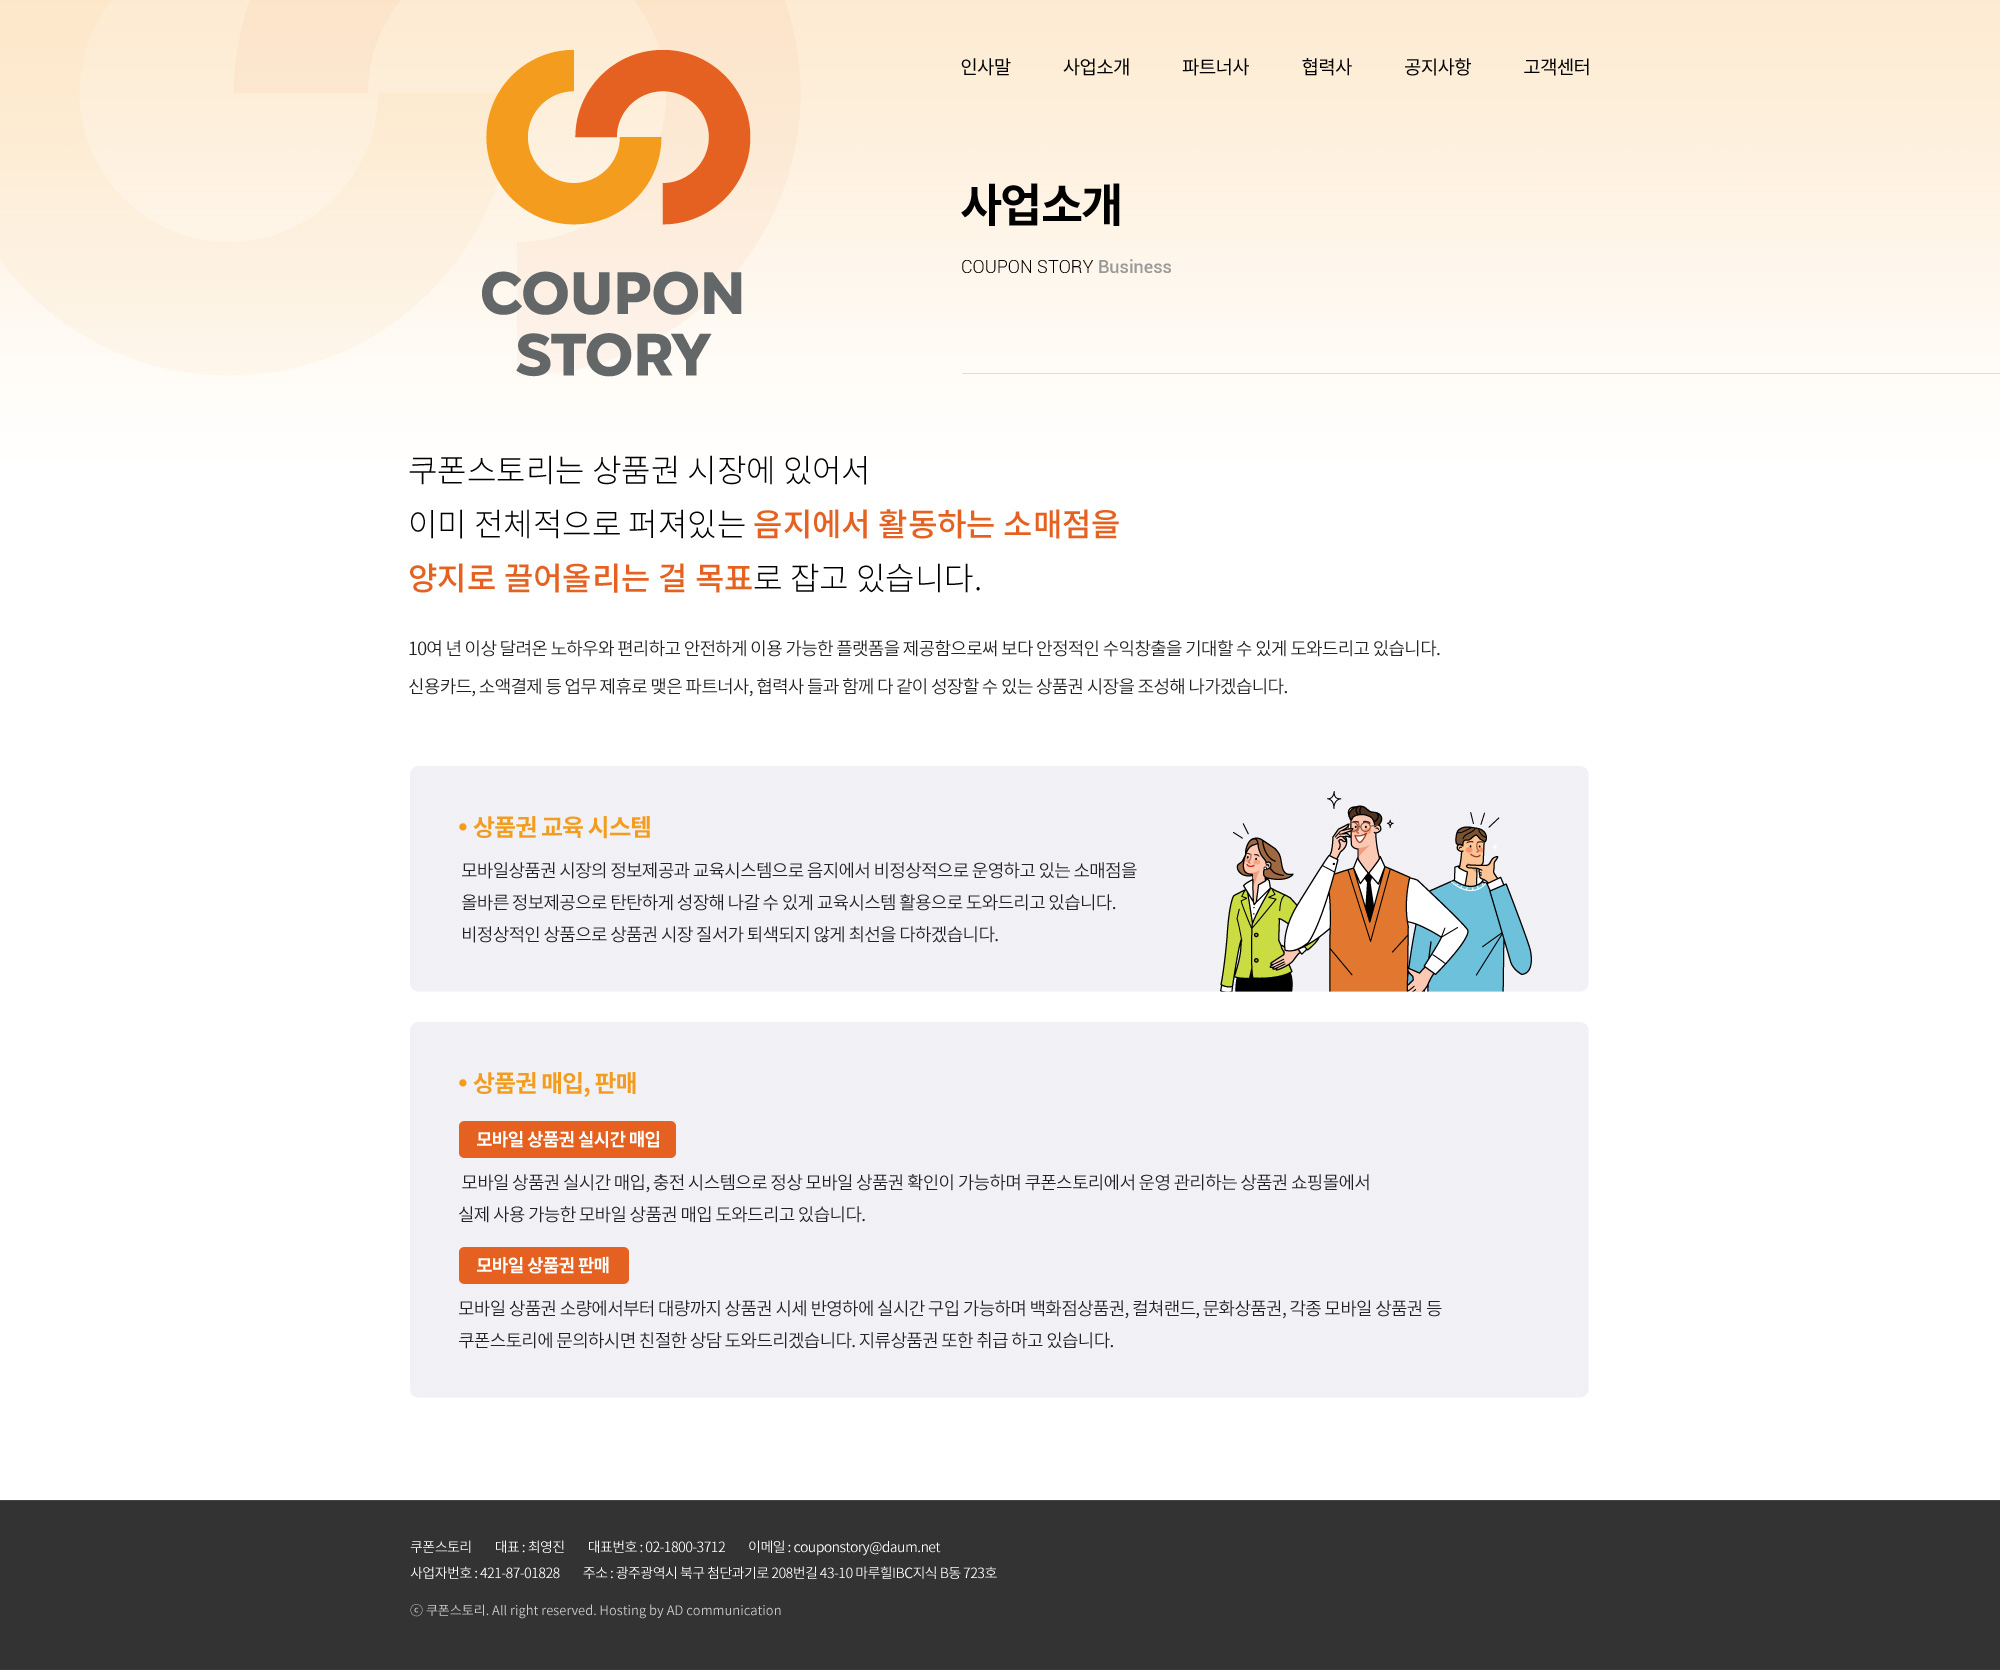 COUPON
STORY
인사말 사업소개 파트너사 협력사 공지사항 고객센터
사업소개
COUPON STORY Business
쿠폰스토리는 상품권 시장에 있어서
이미 전체적으로 퍼져있는 음지에서 활동하는 소매점을
양지로 끌어올리는 걸 목표로 잡고 있습니다.
10여 년 이상 달려온 노하우와 편리하고 안전하게 이용 가능한 플랫폼을 제공함으로써 보다 안정적인 수익창출을 기대할 수 있게 도와드리고 있습니다.
신용카드, 소액결제 등 업무 제휴로 맺은 파트너사, 협력사 들과 함께 다 같이 성장할 수 있는 상품권 시장을 조성해 나가겠습니다.
• 상품권 교육 시스템
모바일상품권 시장의 정보제공과 교육시스템으로 음지에서 비정상적으로 운영하고 있는 소매점을
올바른 정보제공으로 탄탄하게 성장해 나갈 수 있게 교육시스템 활용으로 도와드리고 있습니다.
비정상적인 상품으로 상품권 시장 질서가 퇴색되지 않게 최선을 다하겠습니다.
• 상품권 매입, 판매
모바일 상품권 실시간 매입
모바일 상품권 실시간 매입, 충전 시스템으로 정상 모바일 상품권 확인이 가능하며 쿠폰스토리에서 운영 관리하는 상품권 쇼핑몰에서
실제 사용 가능한 모바일 상품권 매입 도와드리고 있습니다.
모바일 상품권 판매
모바일 상품권 소량에서부터 대량까지 상품권 시세 반영하에 실시간 구입 가능하며 백화점상품권, 컬쳐랜드, 문화상품권, 각종 모바일 상품권 등
쿠폰스토리에 문의하시면 친절한 상담 도와드리겠습니다. 지류상품권 또한 취급 하고 있습니다.
쿠폰스토리 대표 : 최영진 대표번호 : 02-1800-3712 이메일 : couponstory@daum.net
사업자번호 : 421-87-01828 주소 : 광주광역시 북구 첨단과기로 208번길 43-10 마루힐IBC지식 B동 723호
ⓒ 쿠폰스토리. All right reserved. Hosting by AD communication